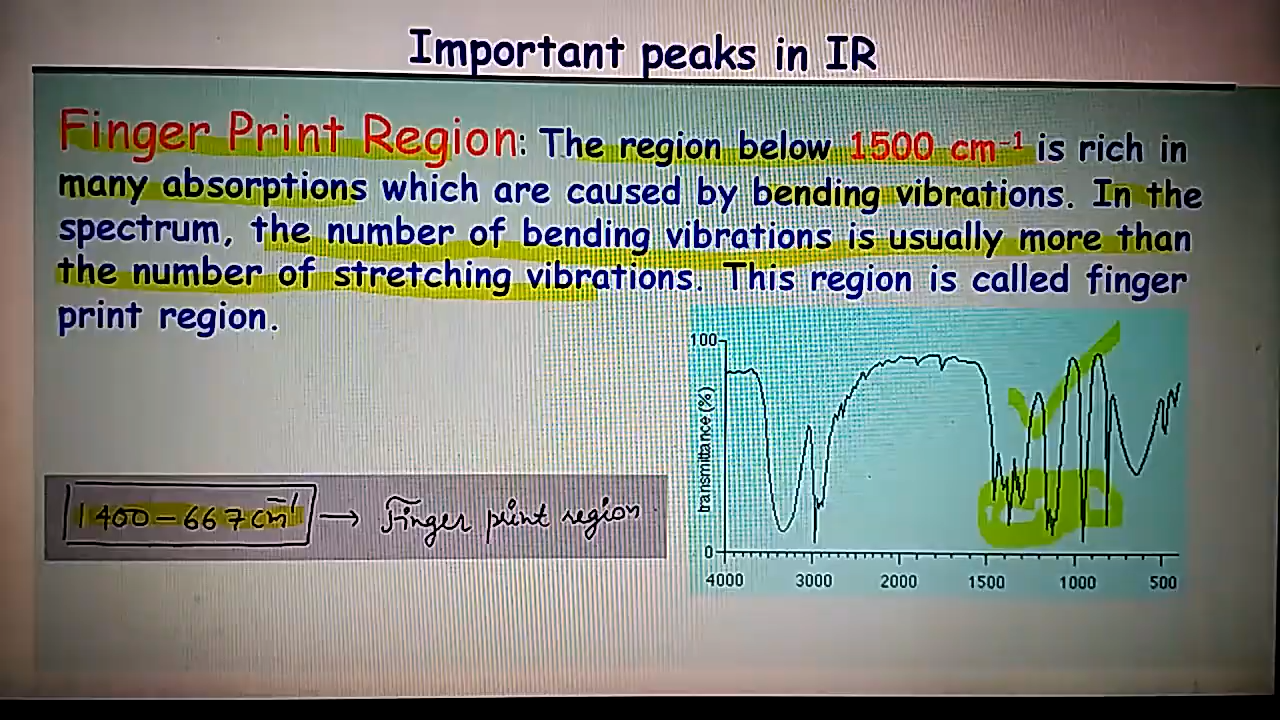 Important peaks in IR
Finger Print Region: The region below 1500 cm⁻¹ is rich in
many absorptions which are caused by bending vibrations. In the
spectrum, the number of bending vibrations is usually more than
the number of stretching vibrations. This region is called finger
print region.
100
transmittance (%)
0
4000 3000 2000 1500 1000 500
1400 – 667 cm⁻¹ → Finger print region